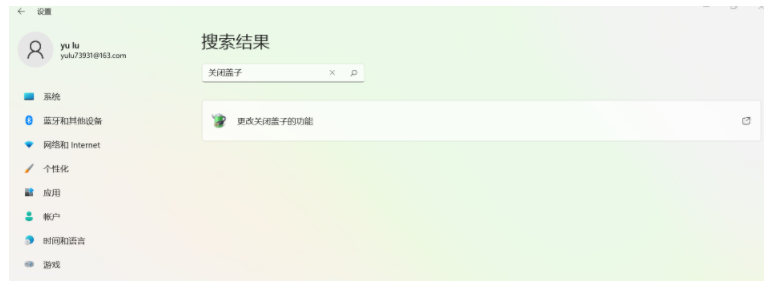 设置
yu lu
yulu73931@163.com
搜索结果
关闭盖子
系统
蓝牙和其他设备
更改关闭盖子的功能
网络和 Internet
个性化
应用
帐户
时间和语言
游戏